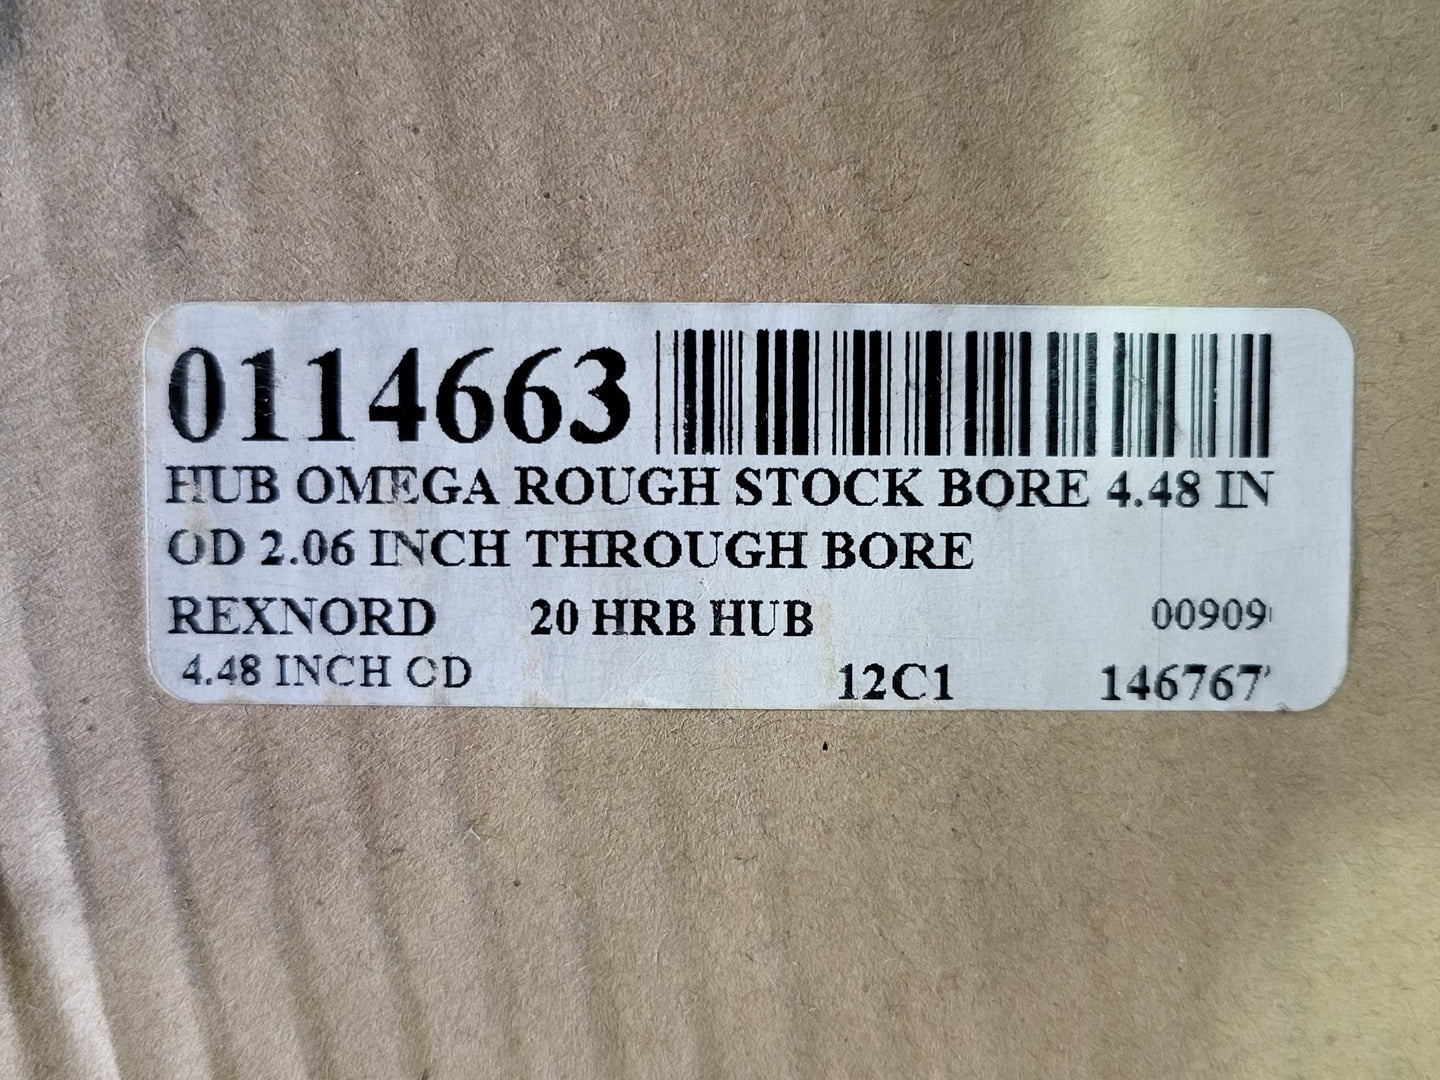 0114663
HUB OMEGA ROUGH STOCK BORE 4.48 IN
OD 2.06 INCH THROUGH BORE
REXNORD 20 HRB HUB 00909
4.48 INCH OD 12C1 146767